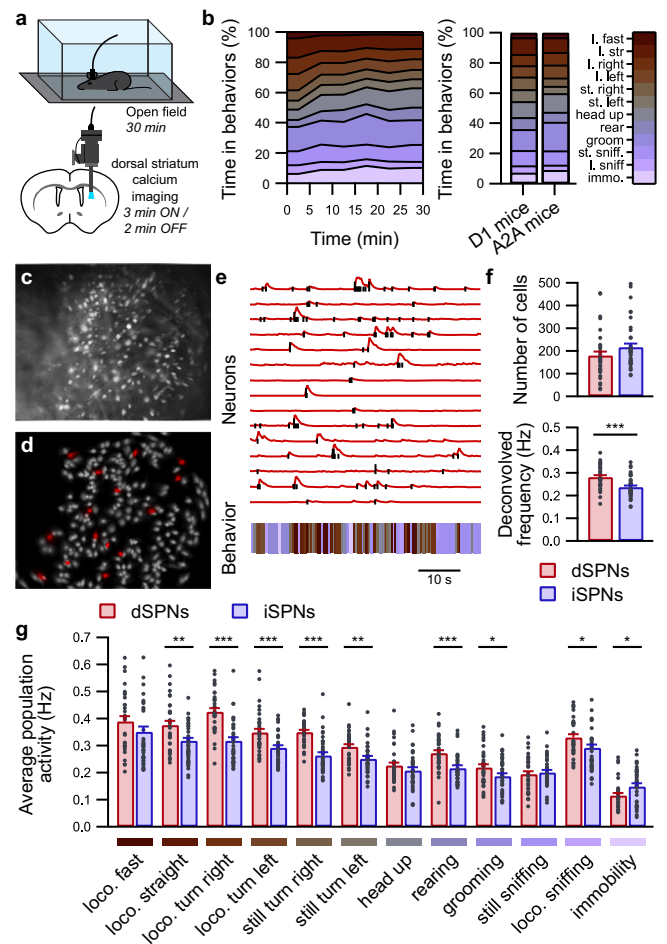 a
Open field
30 min
dorsal striatum
calcium
imaging
3 min ON /
2 min OFF
b
Time in behaviors (%)
100
80
60
40
20
0
0 5 10 15 20 25 30
Time (min)
Time in behaviors (%)
100
80
60
40
20
0
D1 mice
A2A mice
l. fast
l. str
l. right
l. left
st. right
st. left
head up
rear
groom
st. sniff.
l. sniff
immo.
c
d
e
Neurons
Behavior
10 s
f
Number of cells
500
400
300
200
100
0
Deconvolved
frequency (Hz)
0.5
0.4
0.3
0.2
0.1
0.0
***
dSPNs
iSPNs
dSPNs iSPNs
g
Average population
activity (Hz)
0.7
0.6
0.5
0.4
0.3
0.2
0.1
0.0
** *** *** *** ** *** * * *
loco. fast
loco. straight
loco. turn right
loco. turn left
still turn right
still turn left
head up
rearing
grooming
still sniffing
loco. sniffing
immobility